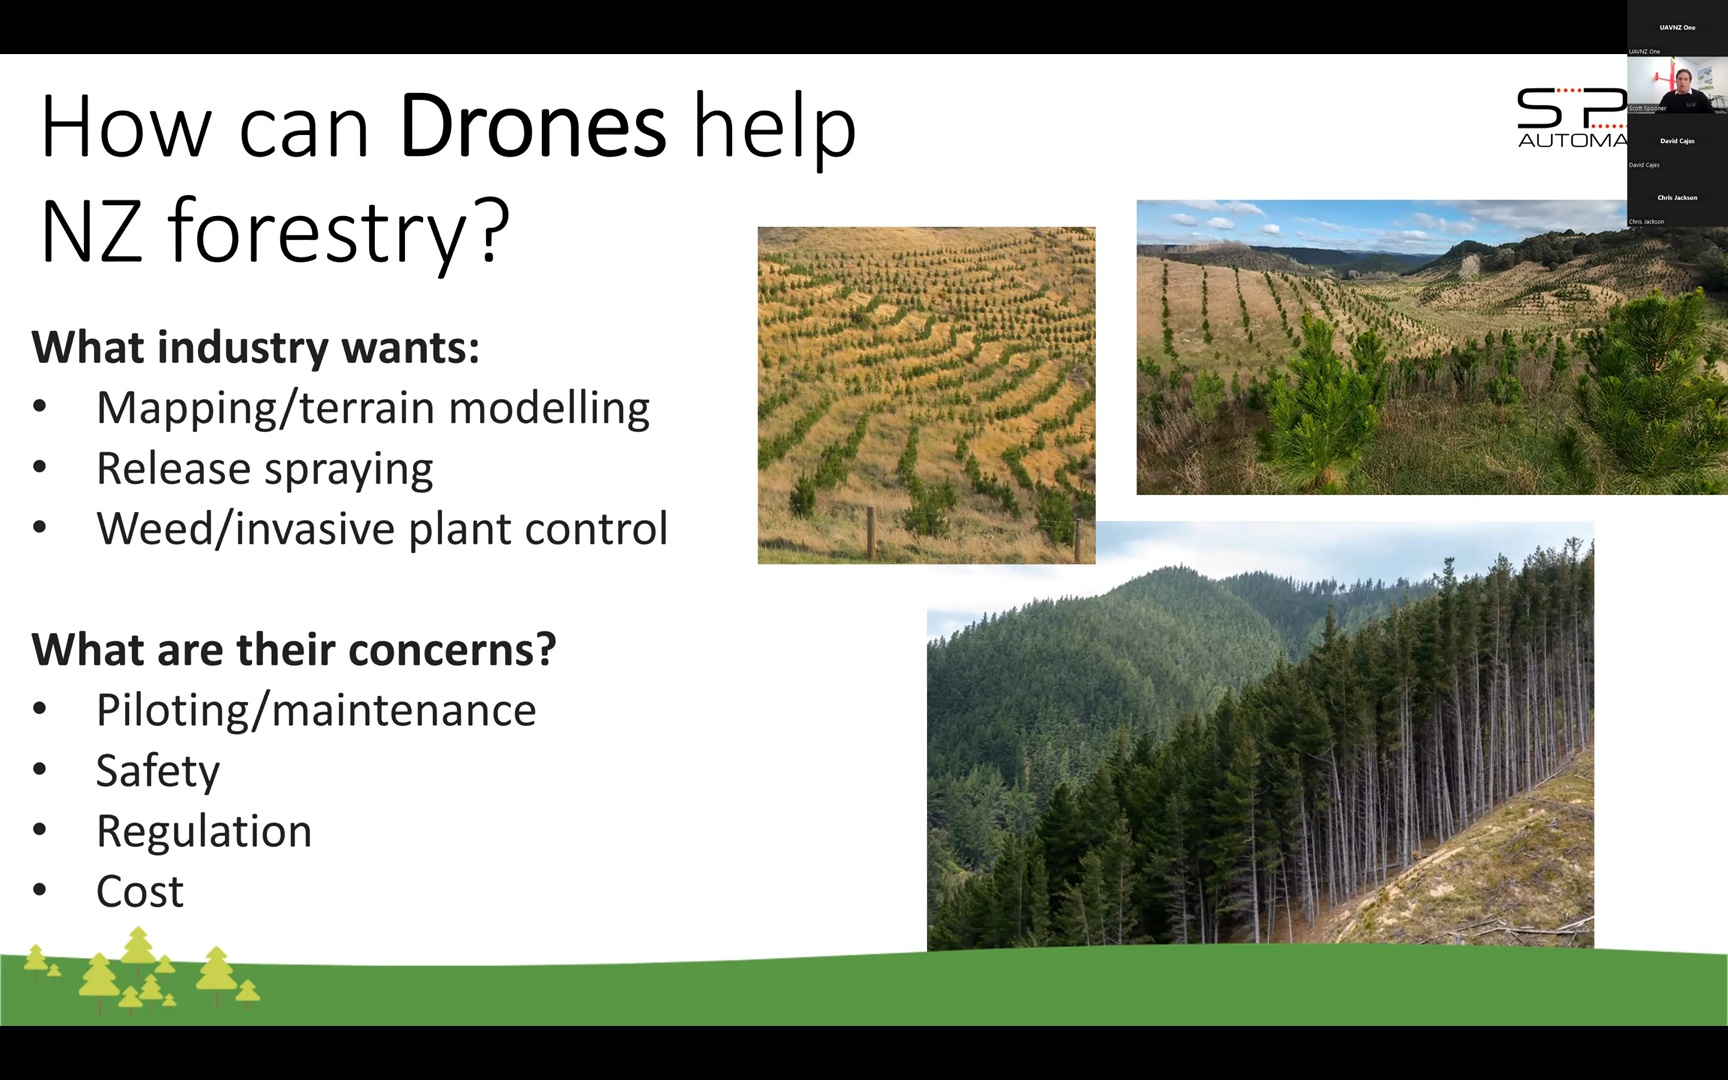 How can Drones help
NZ forestry?
What industry wants:
• Mapping/terrain modelling
• Release spraying
• Weed/invasive plant control
What are their concerns?
• Piloting/maintenance
• Safety
• Regulation
• Cost
AUTOMA
UAVNZ One
UAVNZ One
Scott Spooner
David Cajes
David Cajes
Chris Jackson
Chris Jackson